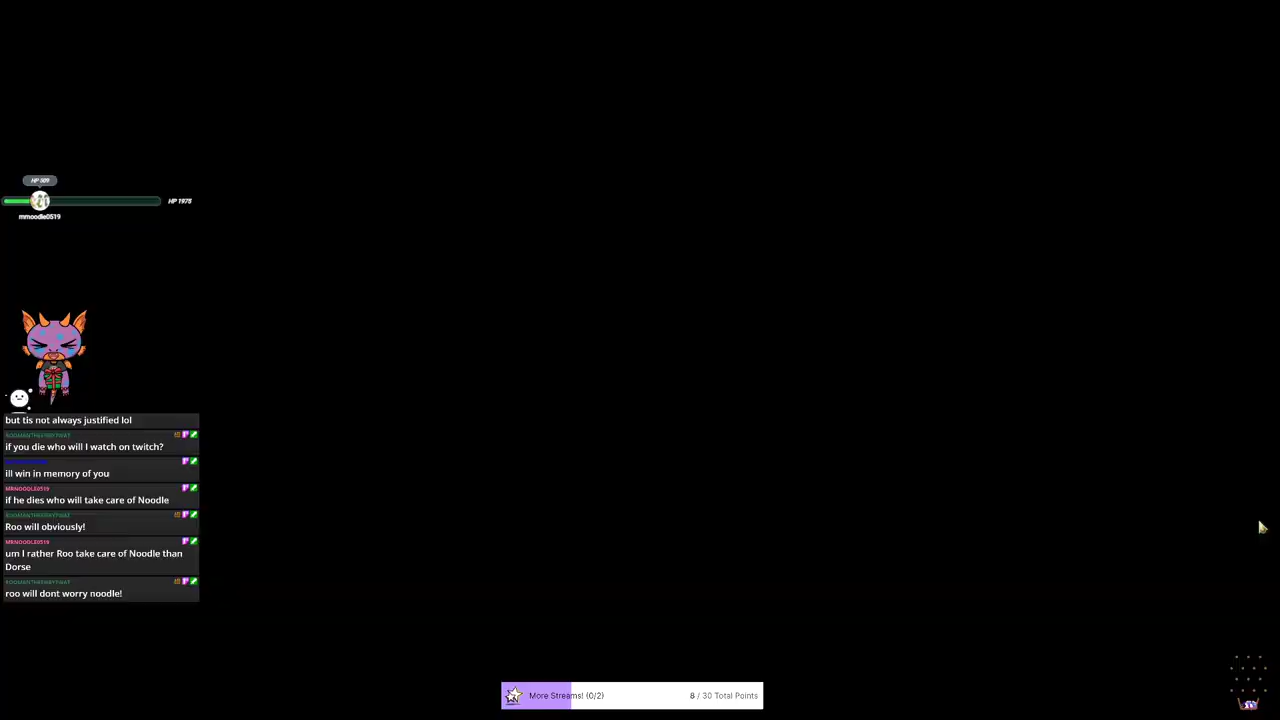 HP 509
HP 1975
mrnoodle0519
but tis not always justified lol
if you die who will I watch on twitch?
ill win in memory of you
MRNOODLE0519
if he dies who will take care of Noodle
Roo will obviously!
MRNOODLE0519
um I rather Roo take care of Noodle than
Dorse
roo will dont worry noodle!
More Streams! (0/2) 8 / 30 Total Points